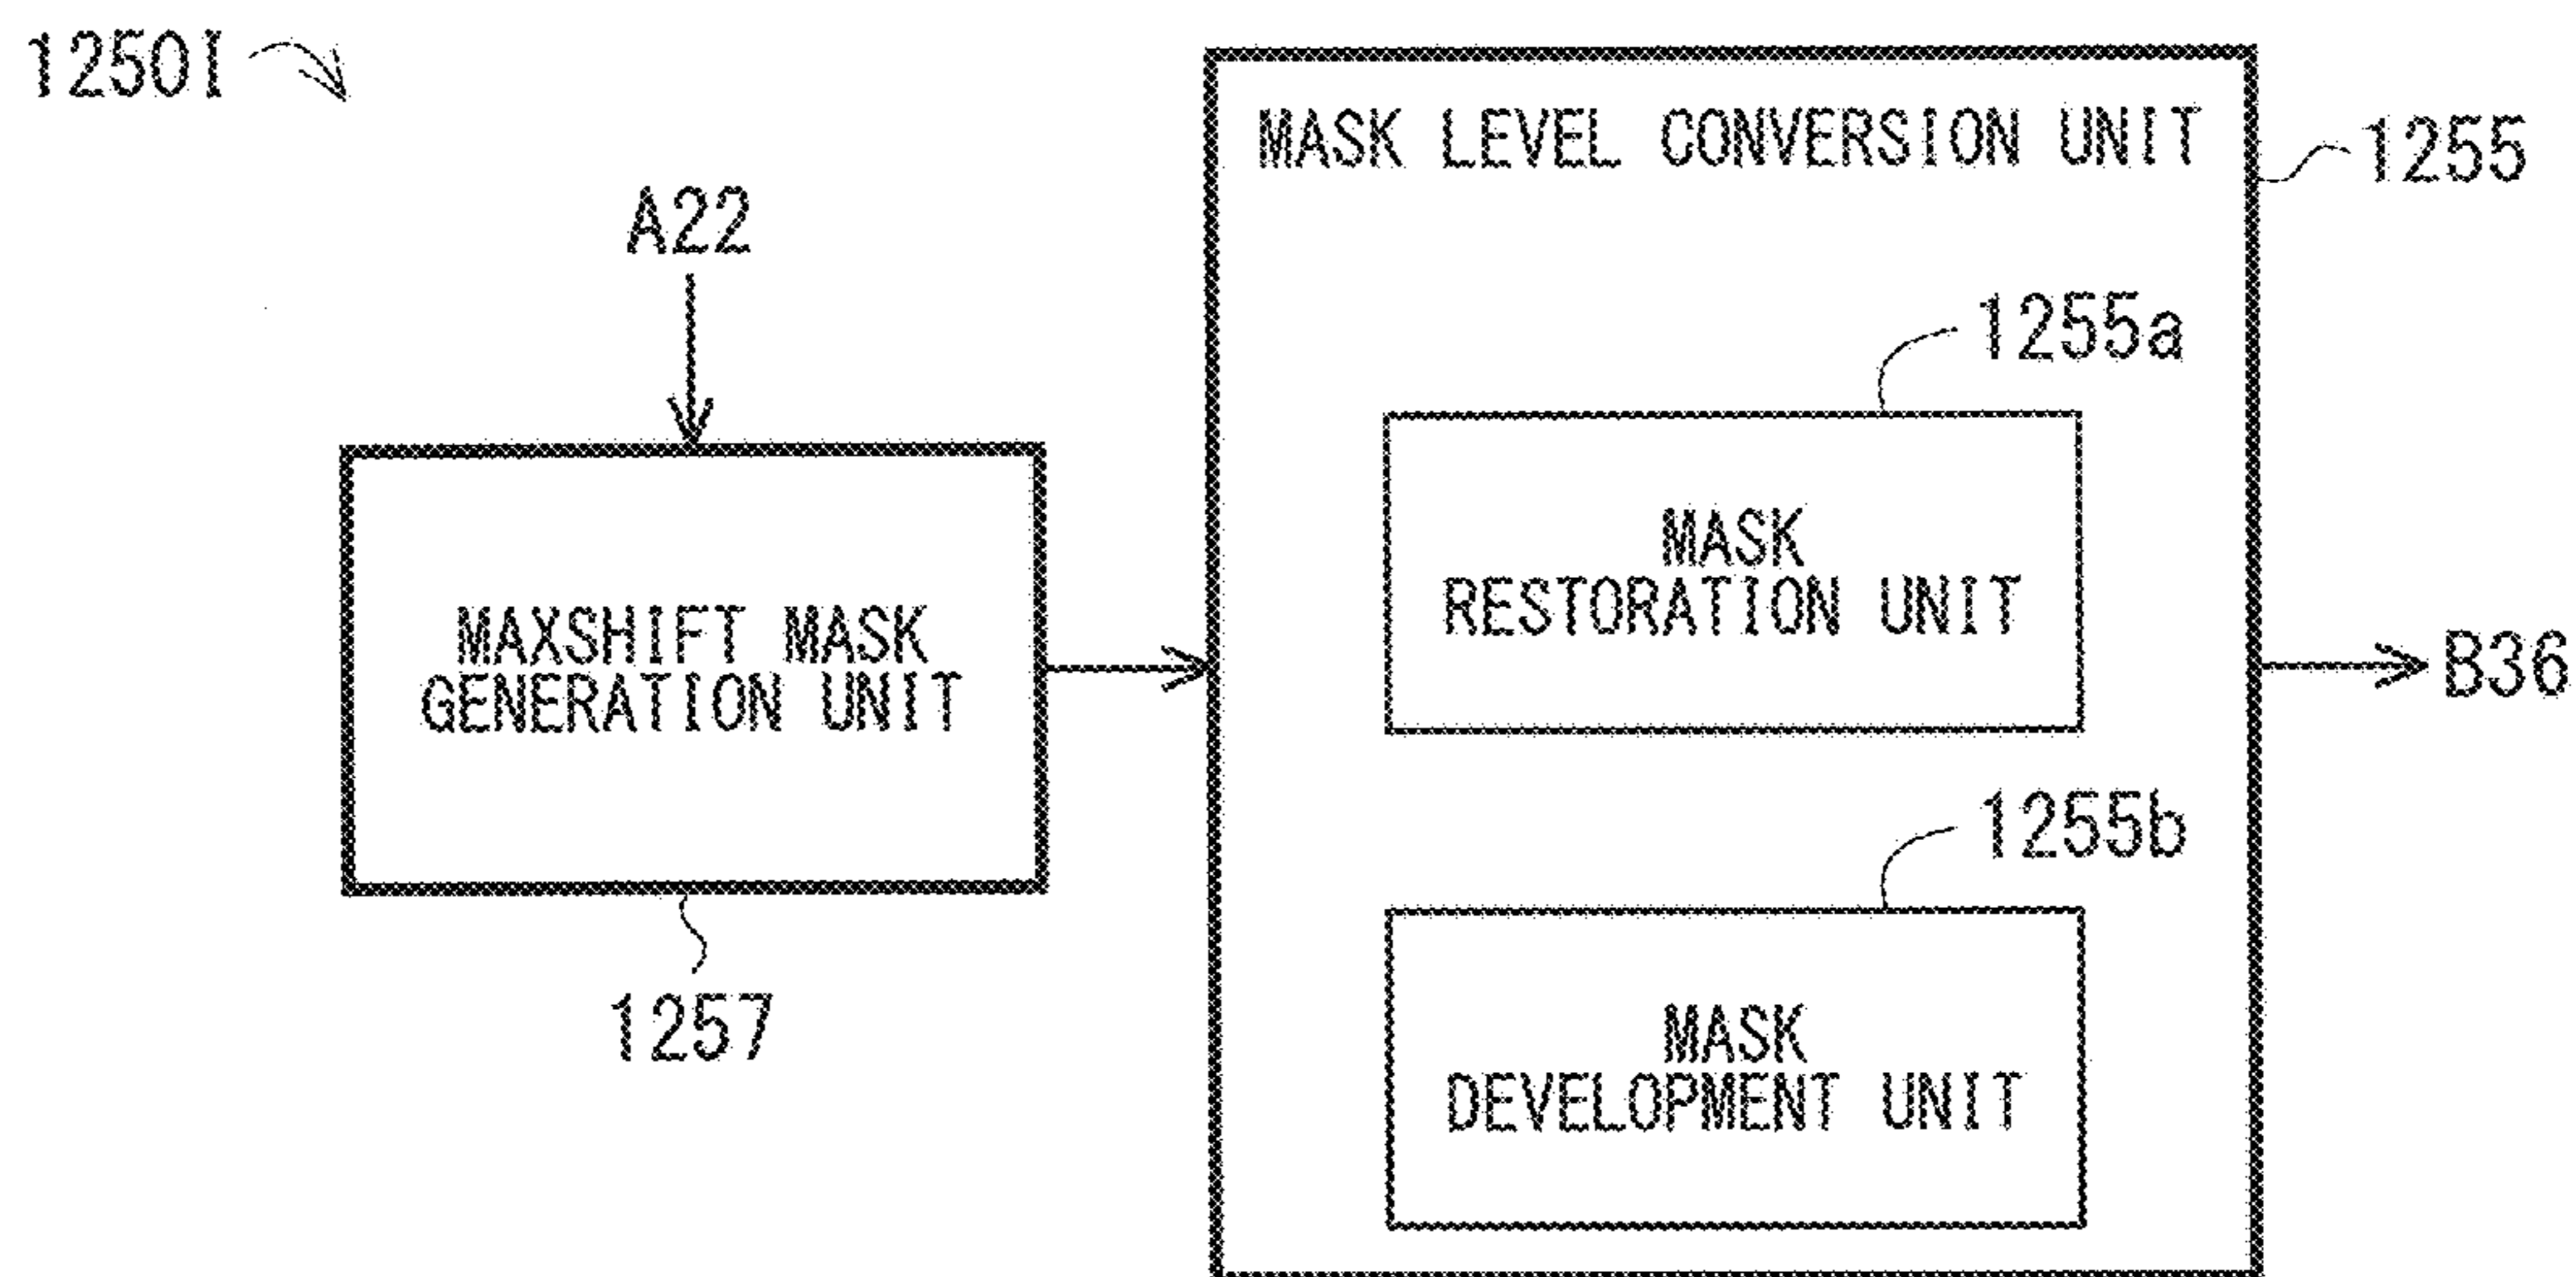 1250I
MASK LEVEL CONVERSION UNIT
1255
A22
1255a
MASK
RESTORATION UNIT
MAXSHIFT MASK
GENERATION UNIT
B36
1255b
1257
MASK
DEVELOPMENT UNIT